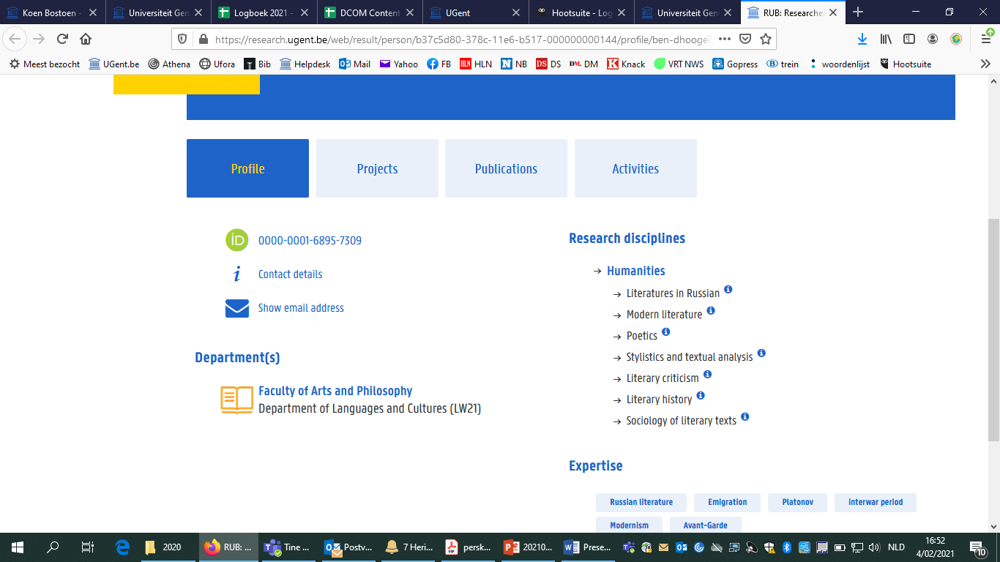 Koen Bostoen -
Universiteit Gen
Logboek 2021 -
DCOM Content
UGent
Hootsuite - Log
Universiteit Gen
RUB: Researche
https://research.ugent.be/web/result/person/b37c5d80-378c-11e6-b517-000000000144/profile/ben-dhooge?
Meest bezocht
UGent.be
Athena
Ufora
Bib
Helpdesk
Mail
Yahoo
FB
HLN HLN
N NB
DS DS
DM. DM
K Knack
VRT NWS
Gopress
trein
woordenlijst
Hootsuite
Profile
Projects
Publications
Activities
iD 0000-0001-6895-7309
i Contact details
Show email address
Department(s)
Faculty of Arts and Philosophy
Department of Languages and Cultures (LW21)
Research disciplines
→ Humanities
→ Literatures in Russian i
→ Modern literature i
→ Poetics i
→ Stylistics and textual analysis i
→ Literary criticism i
→ Literary history i
→ Sociology of literary texts i
Expertise
Russian literature
Emigration
Platonov
interwar period
Modernism
Avant-Garde
2020
RUB: ...
Tine ...
Postv...
7 Heri...
persk...
20210...
Prese...
NLD
16:52
4/02/2021
10